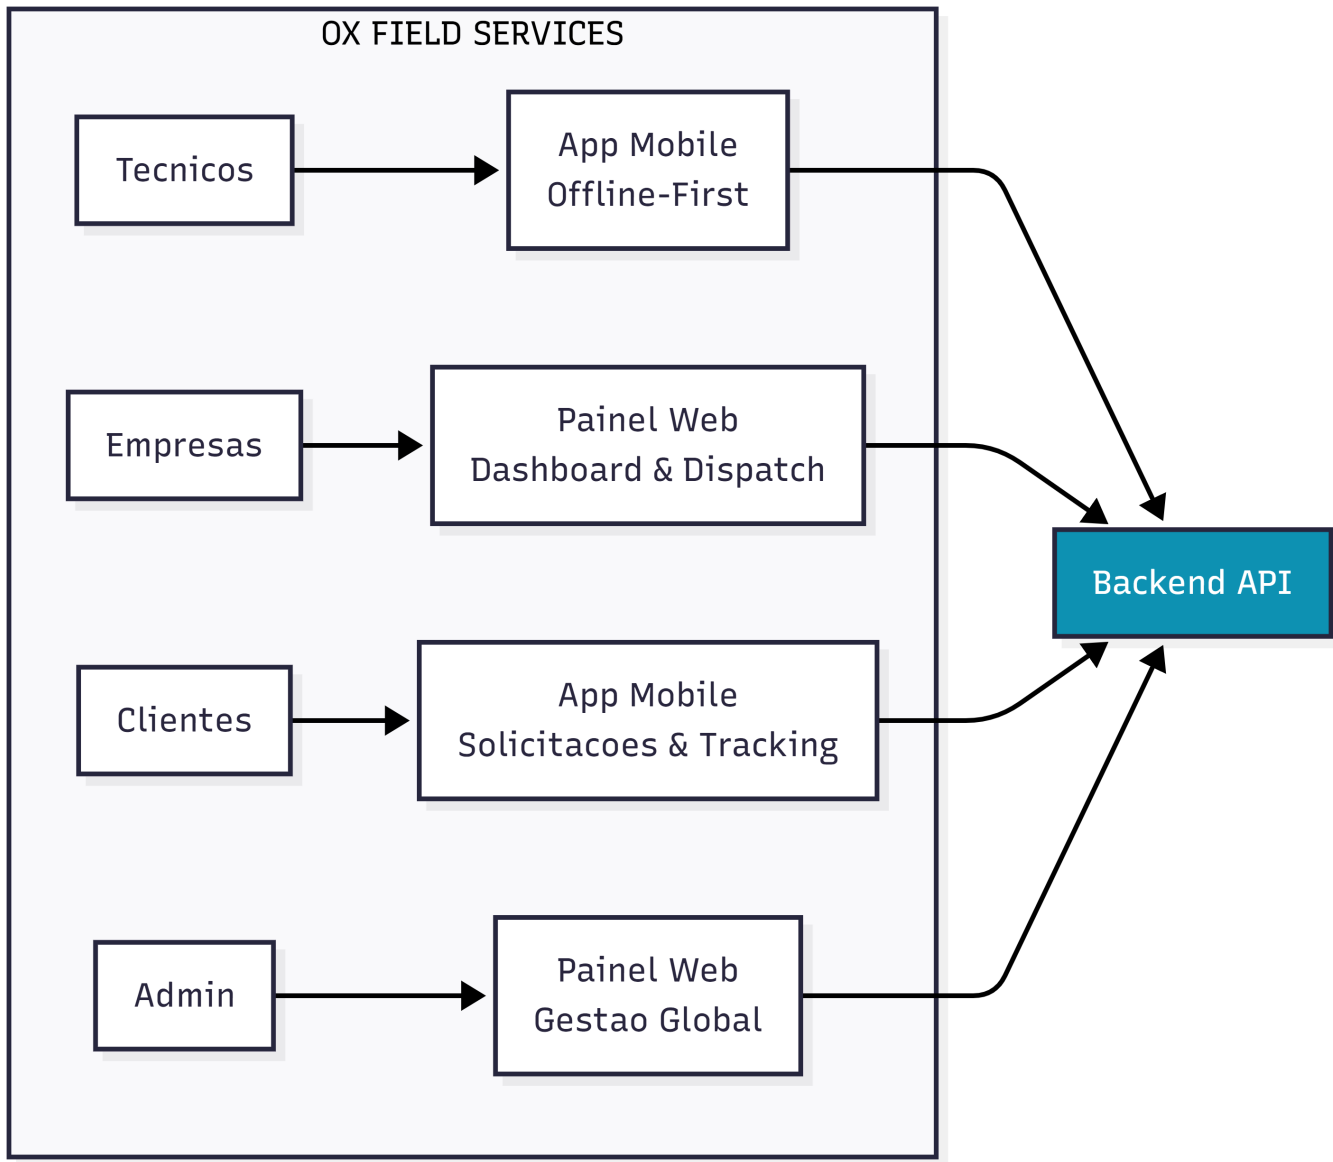 OX FIELD SERVICES
Tecnicos
App Mobile
Offline-First
Empresas
Painel Web
Dashboard & Dispatch
Backend API
Clientes
App Mobile
Solicitacoes & Tracking
Admin
Painel Web
Gestao Global